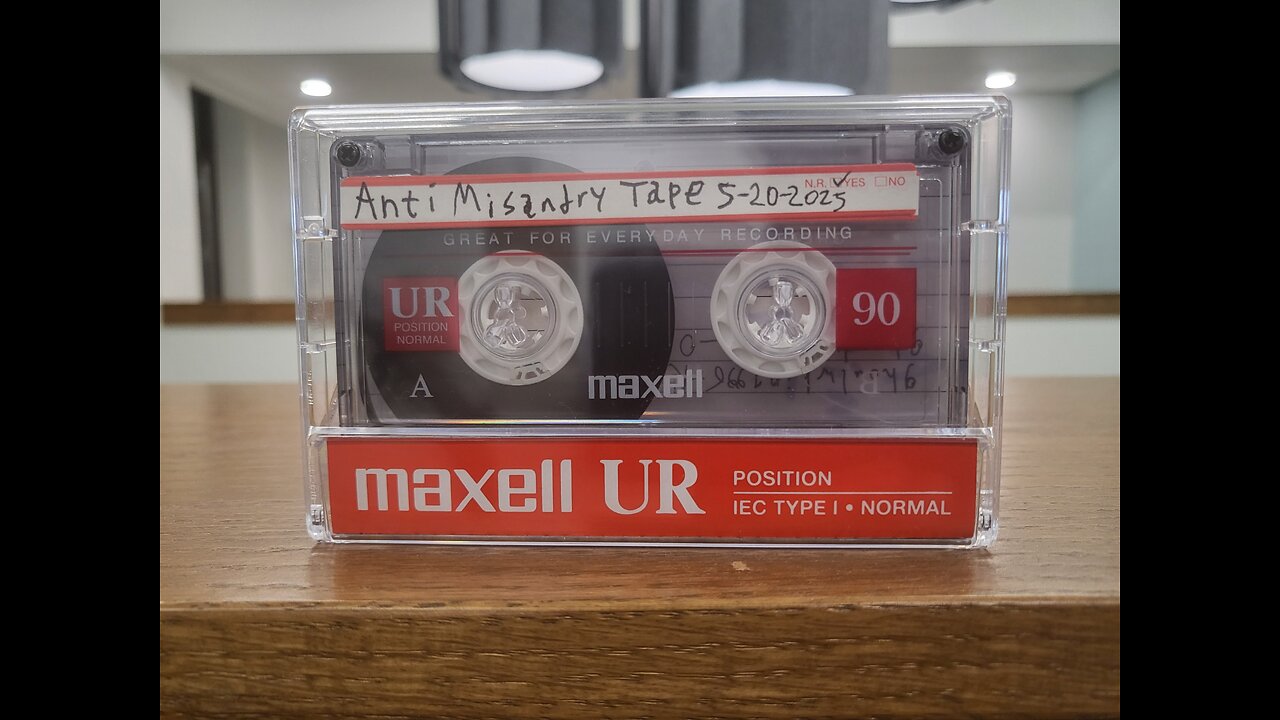 N.R. ☑YES ☐NO
Anti Misandry Tape 5-20-2025
GREAT FOR EVERYDAY RECORDING
UR 90
POSITION
NORMAL
A maxell B
maxell UR POSITION
IEC TYPE I • NORMAL